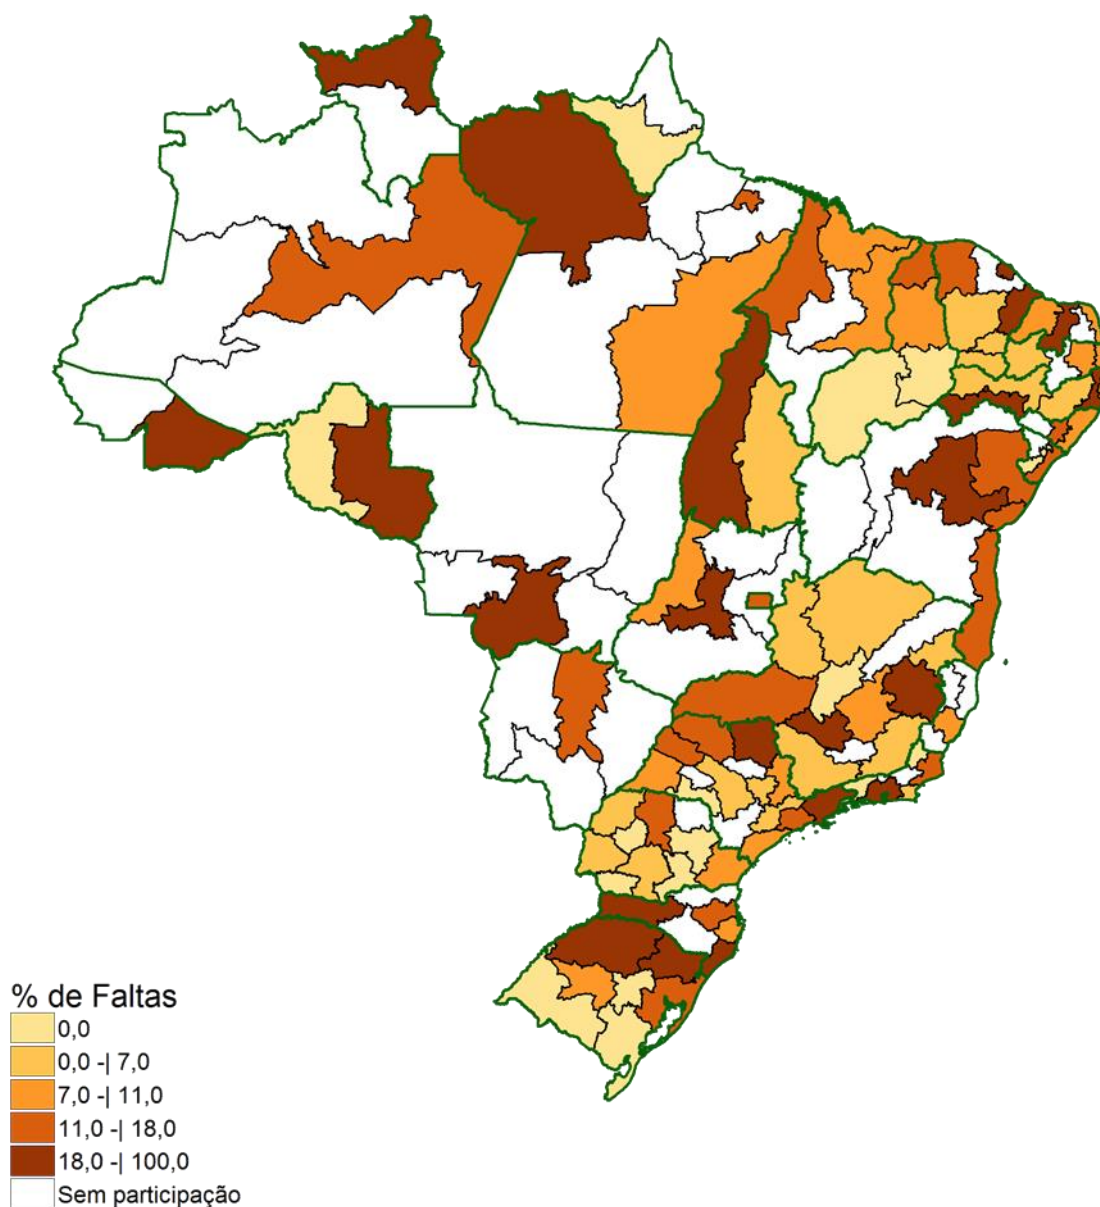 % de Faltas
0,0
0,0 -| 7,0
7,0 -| 11,0
11,0 -| 18,0
18,0 -| 100,0
Sem participação